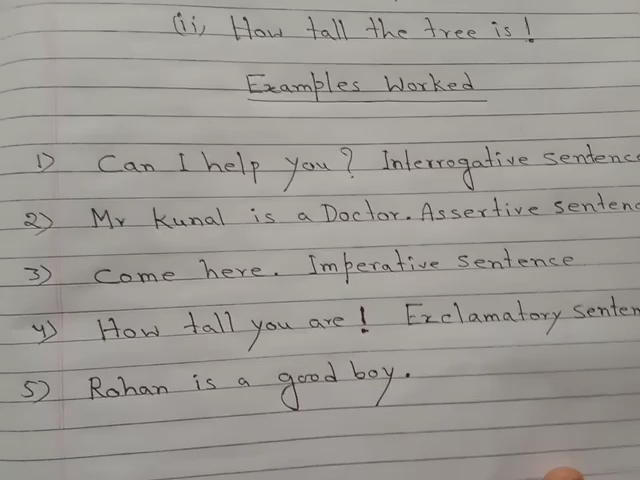 (ii, How tall the tree is!
Examples Worked
1) Can I help you? Interrogative sentence
2) Mr Kunal is a Doctor. Assertive sentenc
3) Come here. Imperative sentence
4) How tall you are! Exclamatory senten
5) Rohan is a good boy.